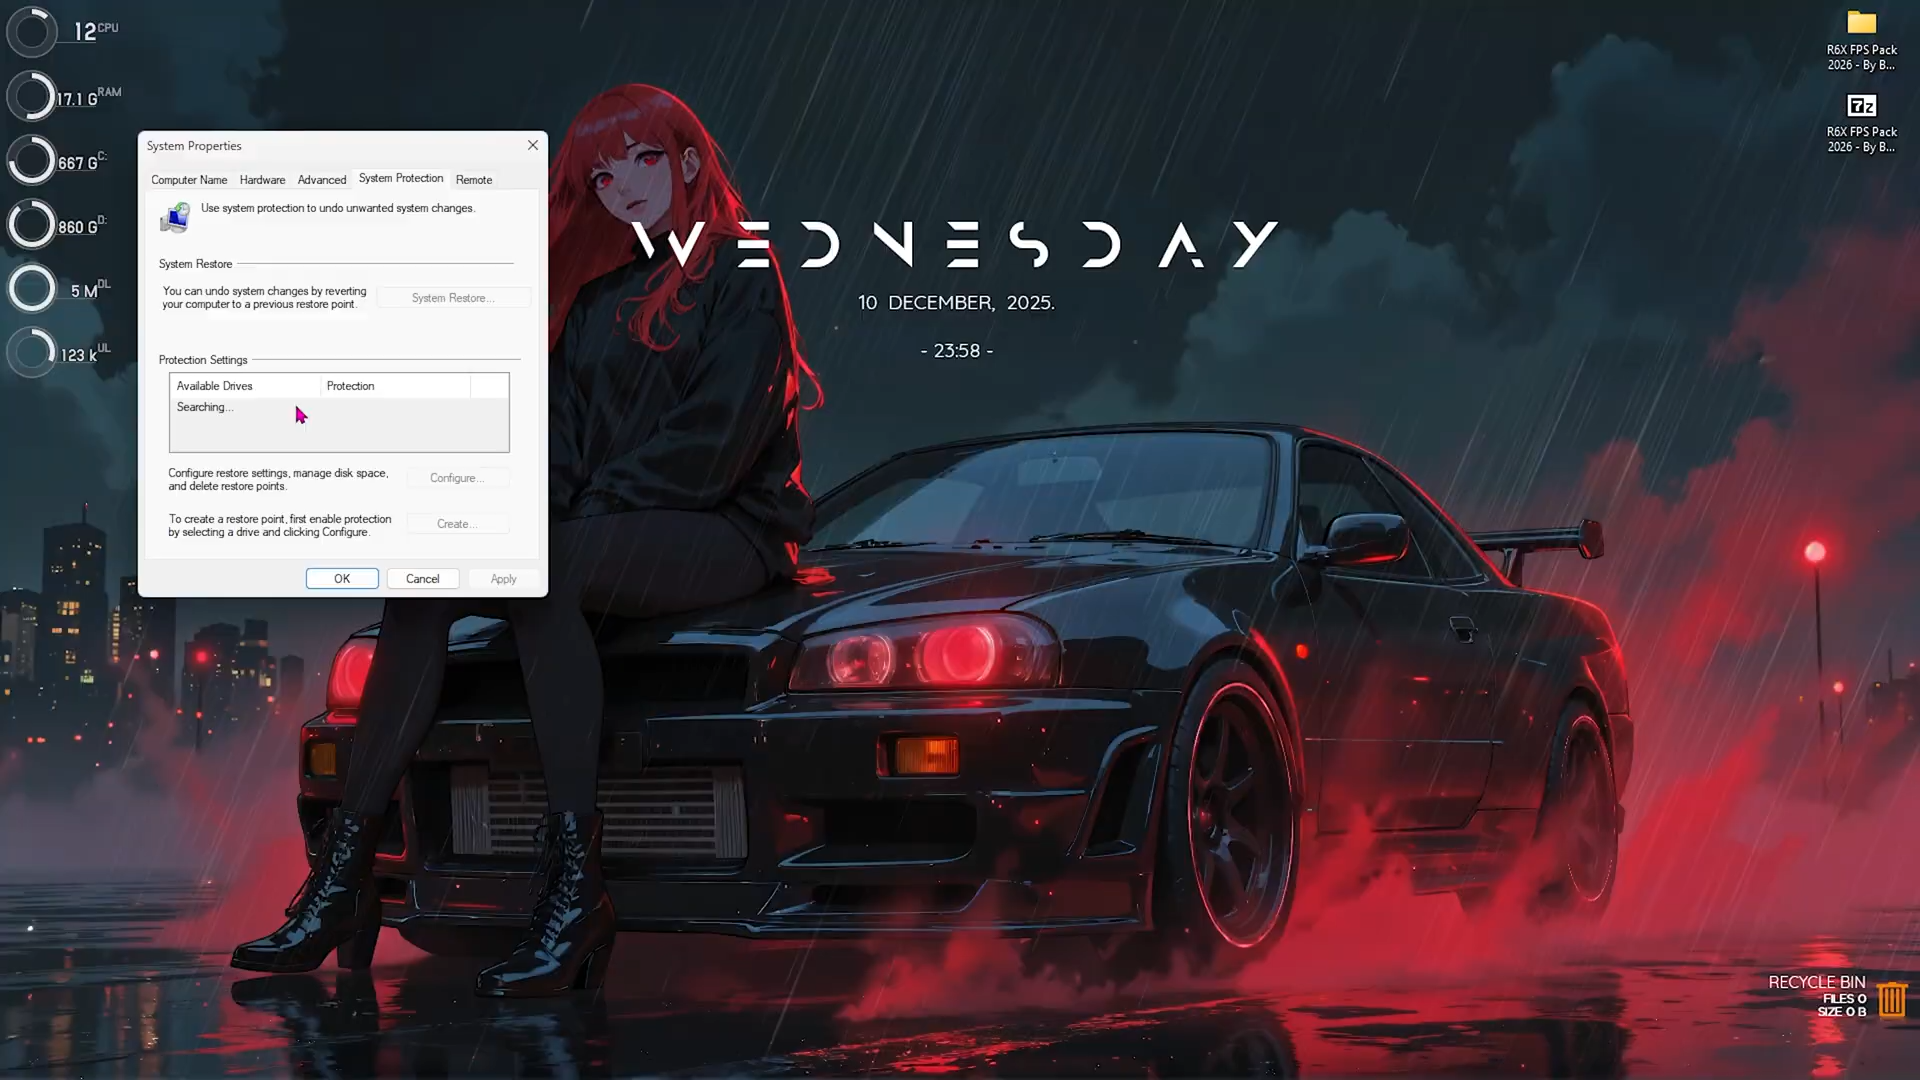 12 CPU
17.1 G RAM
667 G C:
860 G D:
5 M DL
123 k UL
System Properties
Computer Name
Hardware
Advanced
System Protection
Remote
Use system protection to undo unwanted system changes.
System Restore
You can undo system changes by reverting
your computer to a previous restore point.
System Restore...
Protection Settings
Available Drives
Protection
Searching...
Configure restore settings, manage disk space,
and delete restore points.
Configure...
To create a restore point, first enable protection
by selecting a drive and clicking Configure.
Create...
OK
Cancel
Apply
WEDNESDAY
10 DECEMBER, 2025.
- 23:58 -
R6X FPS Pack
2026 - By B...
7z
R6X FPS Pack
2026 - By B...
RECYCLE BIN
FILES 0
SIZE 0 B